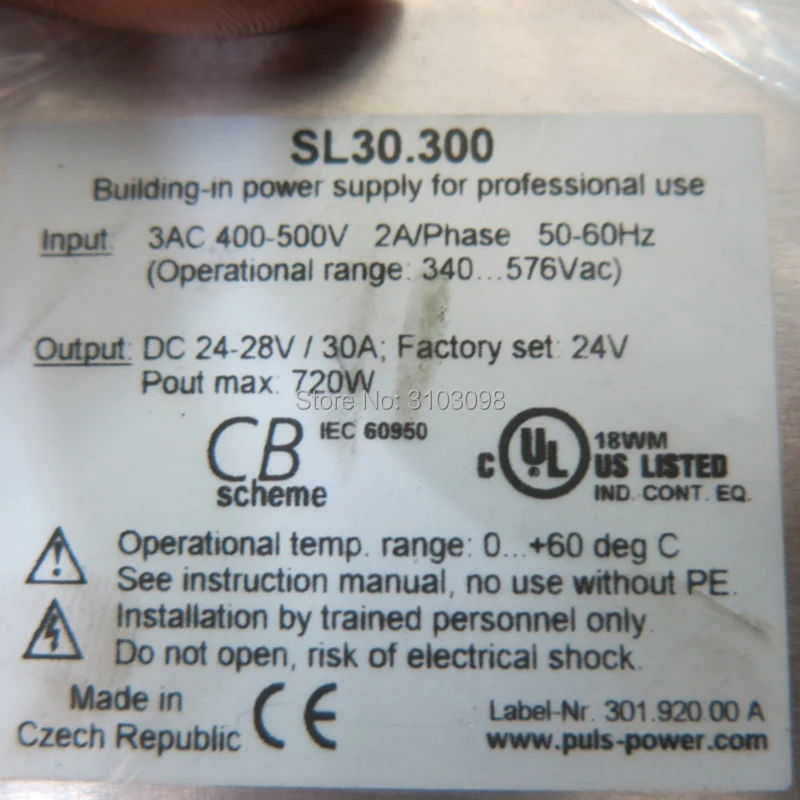 SL30.300
Building-in power supply for professional use
Input: 3AC 400-500V 2A/Phase 50-60Hz
(Operational range: 340...576Vac)
Output: DC 24-28V / 30A; Factory set: 24V
Pout max: 720W
Store No: 3103098
CB scheme
IEC 60950
C UL US LISTED
18WM
IND. CONT. EQ.
Operational temp. range: 0...+60 deg C
See instruction manual, no use without PE.
Installation by trained personnel only.
Do not open, risk of electrical shock.
Made in
Czech Republic
CE
Label-Nr. 301.920.00 A
www.puls-power.com